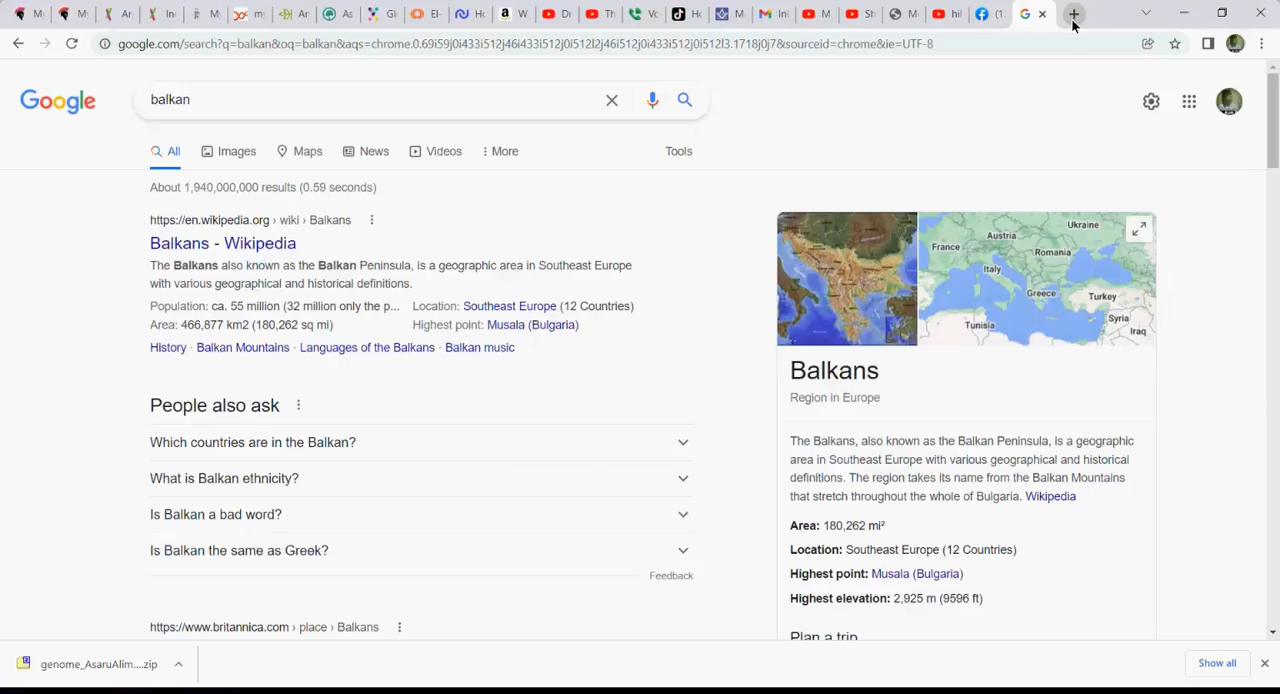 google.com/search?q=balkan&oq=balkan&aqs=chrome.0.69i59j0i433i512j46i433i512j0i512l2j46i512j0i512l3.1718j0j7&sourceid=chrome&ie=UTF-8
Google
balkan
All Images Maps News Videos More Tools
About 1,940,000,000 results (0.59 seconds)
https://en.wikipedia.org › wiki › Balkans
Balkans - Wikipedia
The Balkans also known as the Balkan Peninsula, is a geographic area in Southeast Europe
with various geographical and historical definitions.
Population: ca. 55 million (32 million only the p... Location: Southeast Europe (12 Countries)
Area: 466,877 km2 (180,262 sq mi) Highest point: Musala (Bulgaria)
History · Balkan Mountains · Languages of the Balkans · Balkan music
People also ask
Which countries are in the Balkan?
What is Balkan ethnicity?
Is Balkan a bad word?
Is Balkan the same as Greek?
Feedback
https://www.britannica.com › place › Balkans
Ukraine
Austria
France
Romania
Italy
Greece
Turkey
Syria
Tunisia
Iraq
Balkans
Region in Europe
The Balkans, also known as the Balkan Peninsula, is a geographic
area in Southeast Europe with various geographical and historical
definitions. The region takes its name from the Balkan Mountains
that stretch throughout the whole of Bulgaria. Wikipedia
Area: 180,262 mi²
Location: Southeast Europe (12 Countries)
Highest point: Musala (Bulgaria)
Highest elevation: 2,925 m (9596 ft)
Plan a trip
genome_AsaruAlim....zip
Show all